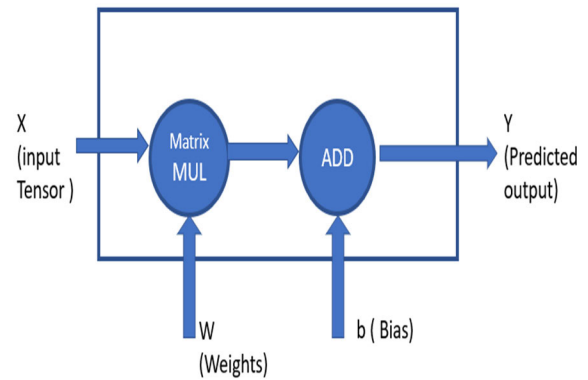 X
(input
Tensor )
Matrix
MUL
ADD
Y
(Predicted
output)
W
(Weights)
b ( Bias)